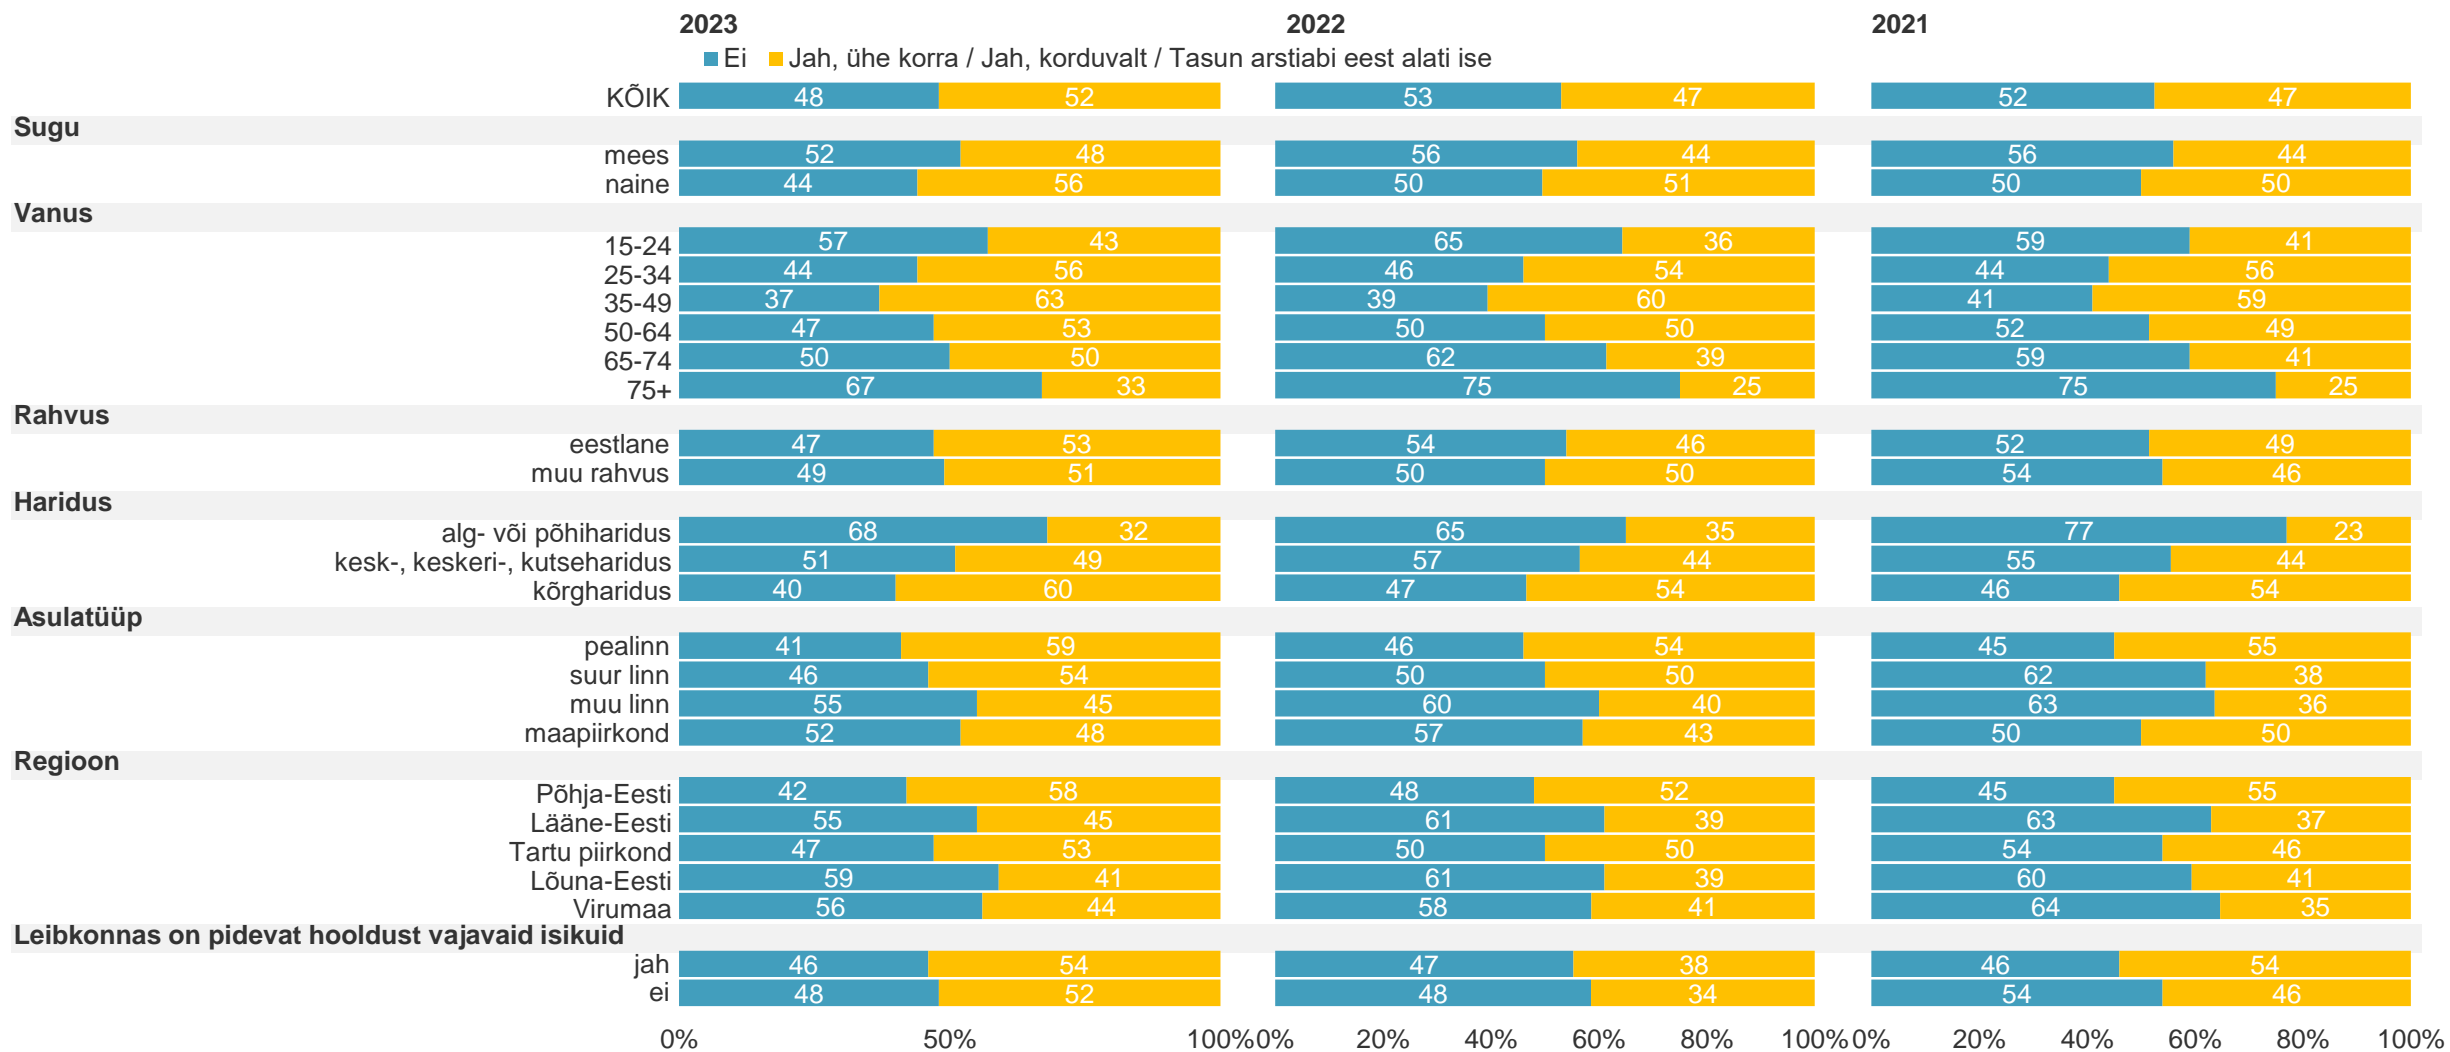 2023 2022 2021
Ei Jah, ühe korra / Jah, korduvalt / Tasun arstiabi eest alati ise
KÕIK 48 52 53 47 52 47
Sugu
mees 52 48 56 44 56 44
naine 44 56 50 51 50 50
Vanus
15-24 57 43 65 36 59 41
25-34 44 56 46 54 44 56
35-49 37 63 39 60 41 59
50-64 47 53 50 50 52 49
65-74 50 50 62 39 59 41
75+ 67 33 75 25 75 25
Rahvus
eestlane 47 53 54 46 52 49
muu rahvus 49 51 50 50 54 46
Haridus
alg- või põhiharidus 68 32 65 35 77 23
kesk-, keskeri-, kutseharidus 51 49 57 44 55 44
kõrgharidus 40 60 47 54 46 54
Asulatüüp
pealinn 41 59 46 54 45 55
suur linn 46 54 50 50 62 38
muu linn 55 45 60 40 63 36
maapiirkond 52 48 57 43 50 50
Regioon
Põhja-Eesti 42 58 48 52 45 55
Lääne-Eesti 55 45 61 39 63 37
Tartu piirkond 47 53 50 50 54 46
Lõuna-Eesti 59 41 61 39 60 41
Virumaa 56 44 58 41 64 35
Leibkonnas on pidevat hooldust vajavaid isikuid
jah 46 54 47 38 46 54
ei 48 52 48 34 54 46
0% 50% 100% 0% 20% 40% 60% 80% 100% 0% 20% 40% 60% 80% 100%